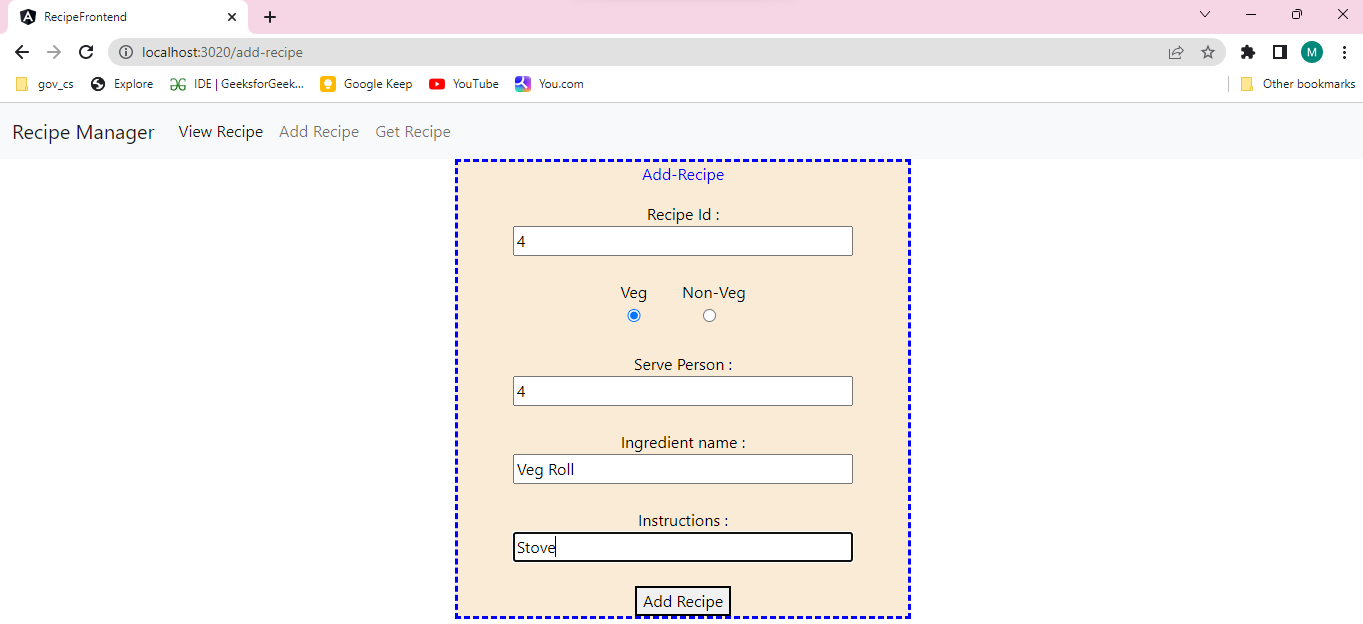 RecipeFrontend
localhost:3020/add-recipe
M
gov_cs Explore IDE | GeeksforGeek... Google Keep YouTube You.com Other bookmarks
Recipe Manager View Recipe Add Recipe Get Recipe
Add-Recipe
Recipe Id :
4
Veg Non-Veg
Serve Person :
4
Ingredient name :
Veg Roll
Instructions :
Stove
Add Recipe